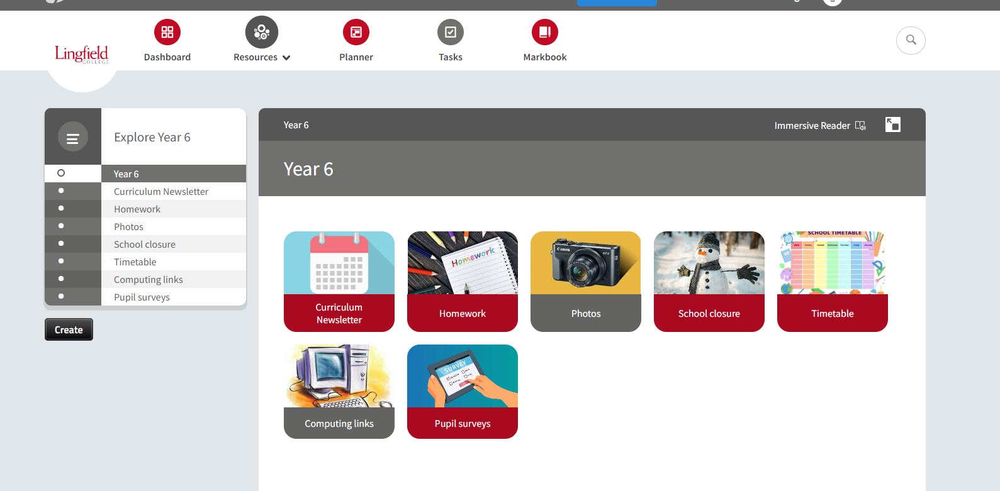 Lingfield
COLLEGE
Dashboard
Resources
Planner
Tasks
Markbook
Explore Year 6
Year 6
Curriculum Newsletter
Homework
Photos
School closure
Timetable
Computing links
Pupil surveys
Create
Year 6
Immersive Reader
Year 6
Homework
Canon
G7X
SCHOOL TIMETABLE
Curriculum
Newsletter
Homework
Photos
School closure
Timetable
SURVEY
Computing links
Pupil surveys